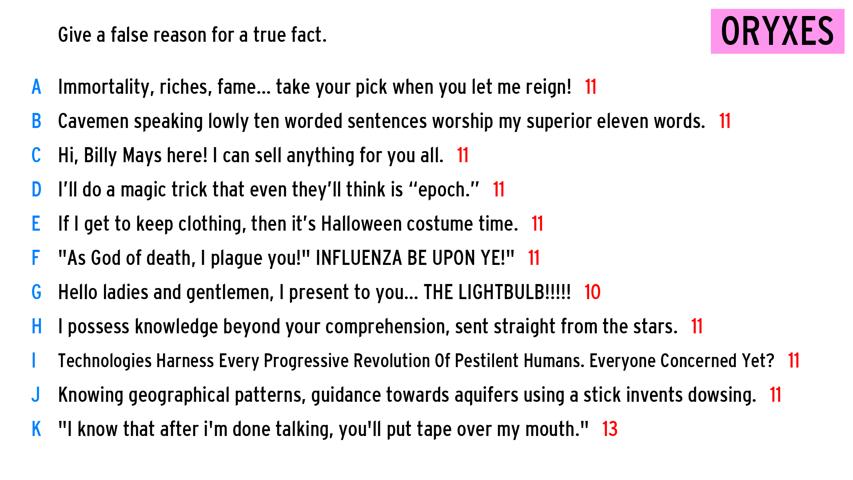 Give a false reason for a true fact.
ORYXES
A Immortality, riches, fame... take your pick when you let me reign! 11
B Cavemen speaking lowly ten worded sentences worship my superior eleven words. 11
C Hi, Billy Mays here! I can sell anything for you all. 11
D I'll do a magic trick that even they'll think is “epoch.” 11
E If I get to keep clothing, then it's Halloween costume time. 11
F "As God of death, I plague you!" INFLUENZA BE UPON YE!" 11
G Hello ladies and gentlemen, I present to you... THE LIGHTBULB!!!!! 10
H I possess knowledge beyond your comprehension, sent straight from the stars. 11
I Technologies Harness Every Progressive Revolution Of Pestilent Humans. Everyone Concerned Yet? 11
J Knowing geographical patterns, guidance towards aquifers using a stick invents dowsing. 11
K "I know that after i'm done talking, you'll put tape over my mouth." 13